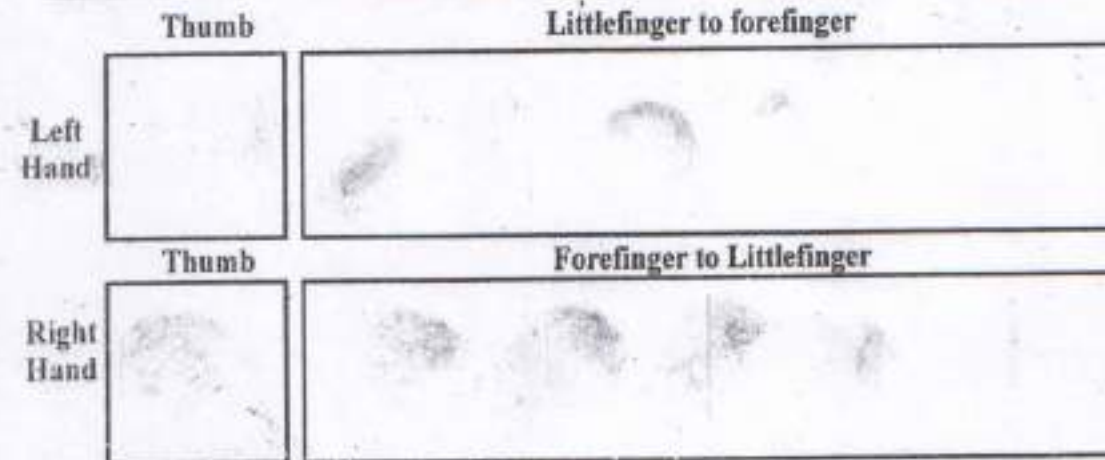 Thumb
Littlefinger to forefinger
Left
Hand
Thumb
Forefinger to Littlefinger
Right
Hand